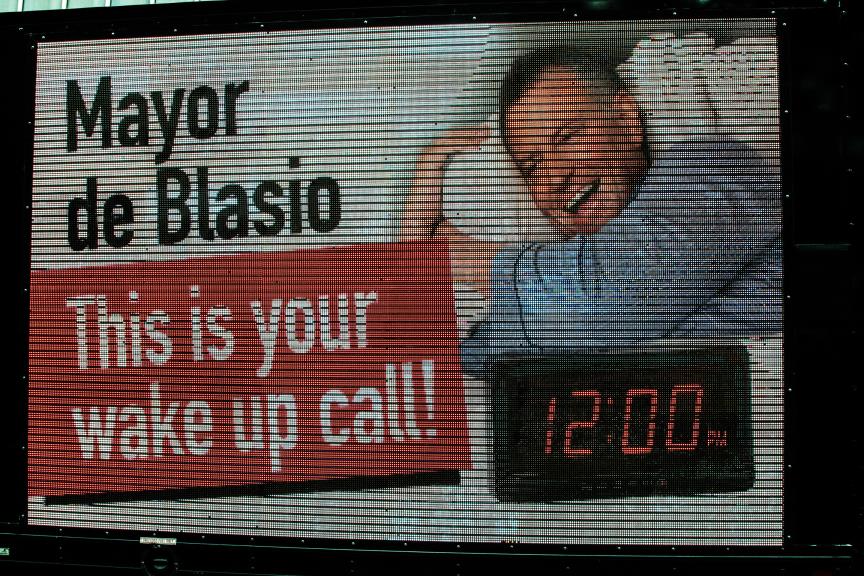 Mayor
de Blasio
This is your
wake up call!
12:00 PM